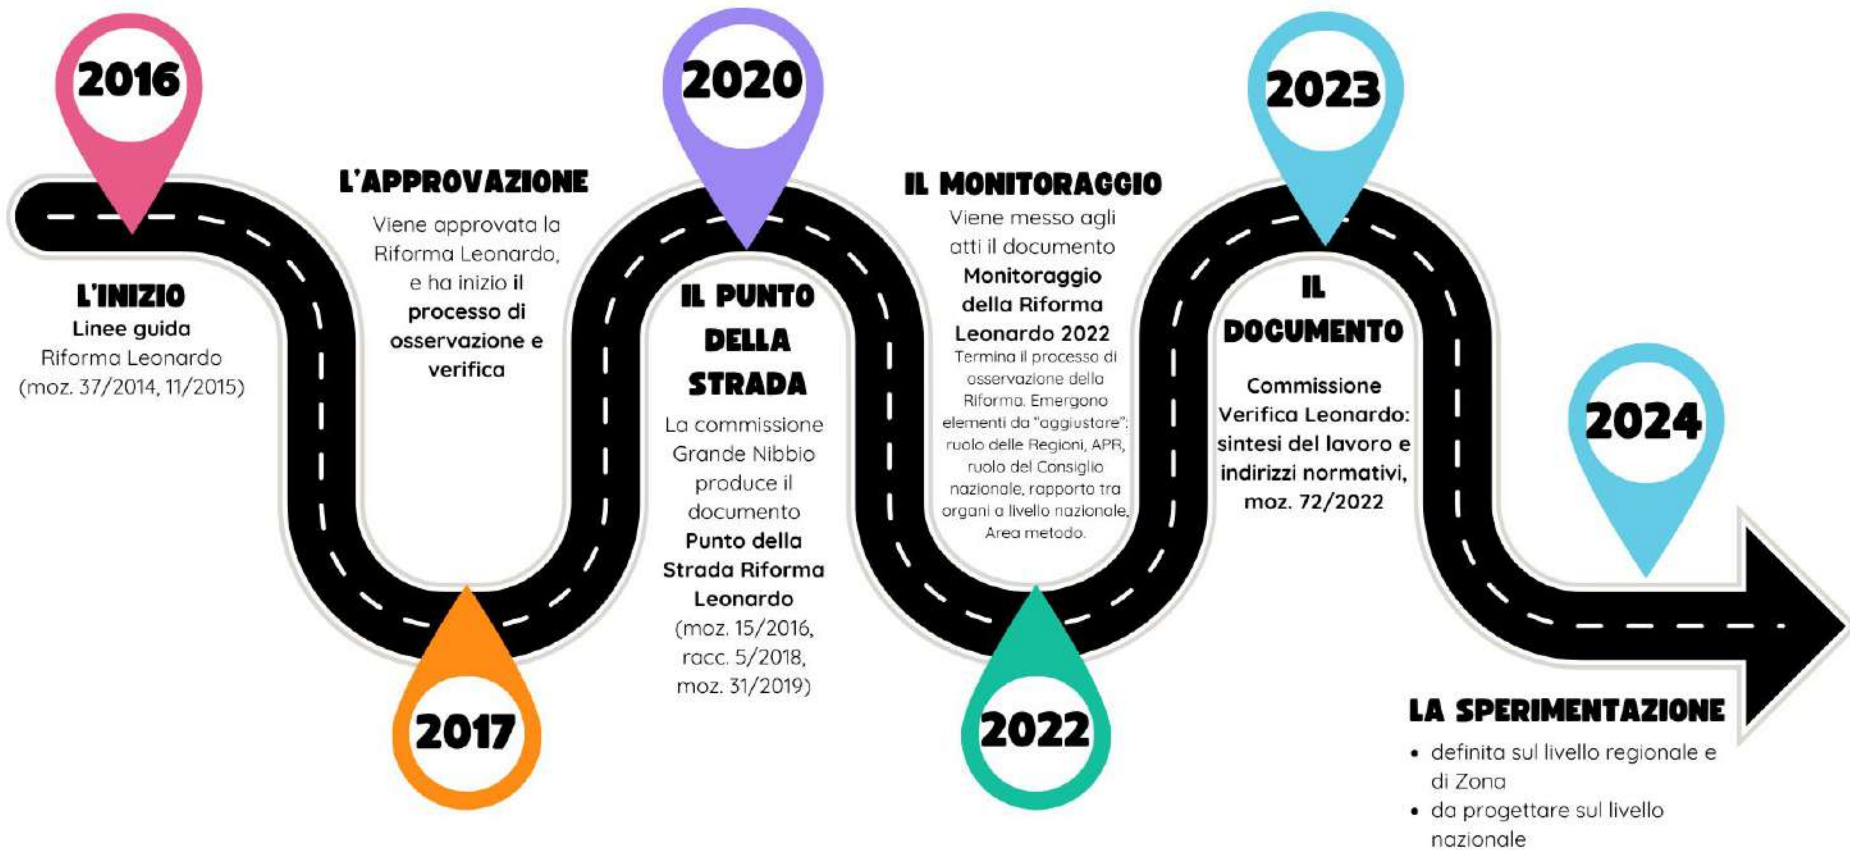 2016
L'INIZIO
Linee guida
Riforma Leonardo
(moz. 37/2014, 11/2015)
L'APPROVAZIONE
Viene approvata la
Riforma Leonardo,
e ha inizio il
processo di
osservazione e
verifica
2017
2020
IL PUNTO
DELLA
STRADA
La commissione
Grande Nibbio
produce il
documento
Punto della
Strada Riforma
Leonardo
(moz. 15/2016,
racc. 5/2018,
moz. 31/2019)
IL MONITORAGGIO
Viene messo agli
atti il documento
Monitoraggio
della Riforma
Leonardo 2022
Termina il processo di
osservazione della
Riforma. Emergono
elementi da "aggiustare":
ruolo delle Regioni, APR,
ruolo del Consiglio
nazionale, rapporto tra
organi a livello nazionale,
Area metodo.
2022
2023
IL
DOCUMENTO
Commissione
Verifica Leonardo:
sintesi del lavoro e
indirizzi normativi,
moz. 72/2022
2024
LA SPERIMENTAZIONE
• definita sul livello regionale e
di Zona
• da progettare sul livello
nazionale